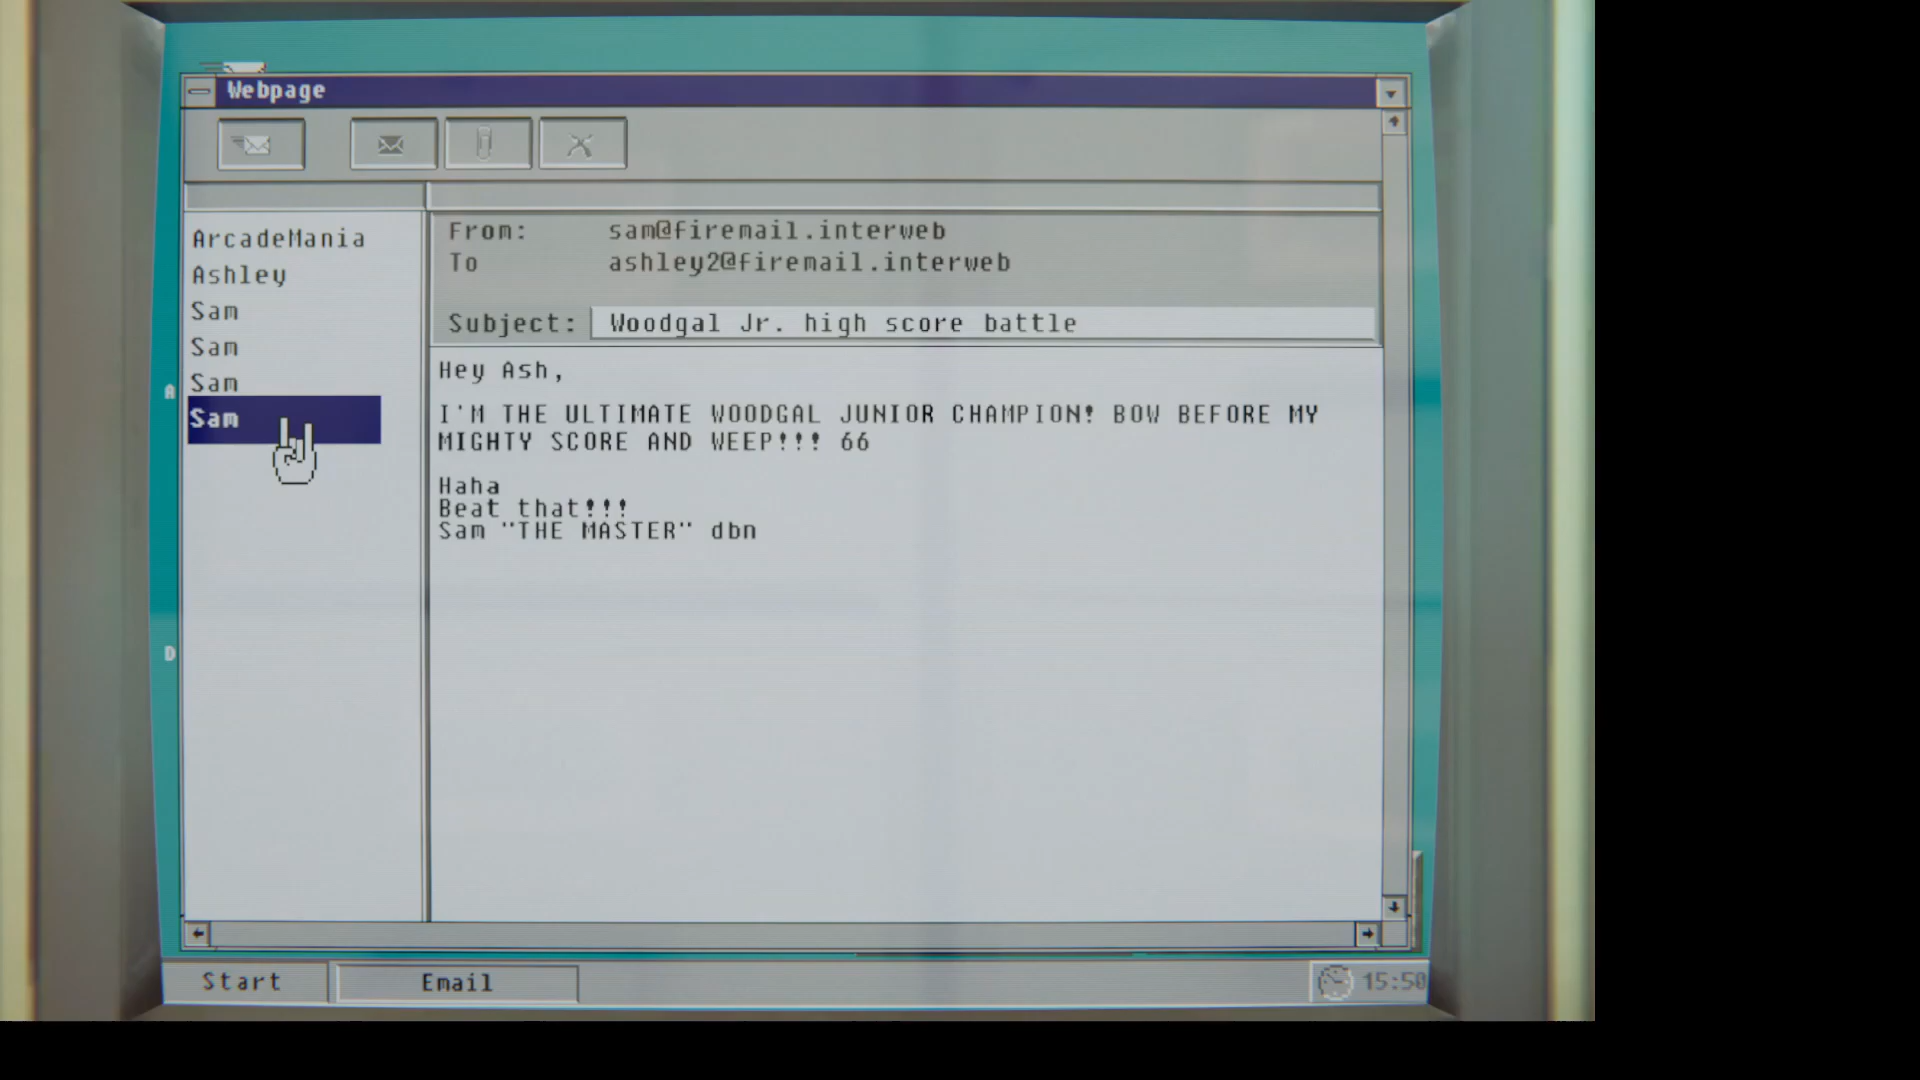 Webpage
ArcadeMania
Ashley
Sam
Sam
Sam
Sam
From: sam@firemail.interweb
To ashley2@firemail.interweb
Subject: Woodgal Jr. high score battle
Hey Ash,
I'M THE ULTIMATE WOODGAL JUNIOR CHAMPION! BOW BEFORE MY
MIGHTY SCORE AND WEEP!!! 66
Haha
Beat that!!!
Sam "THE MASTER" dbn
A
D
Start
Email
15:50